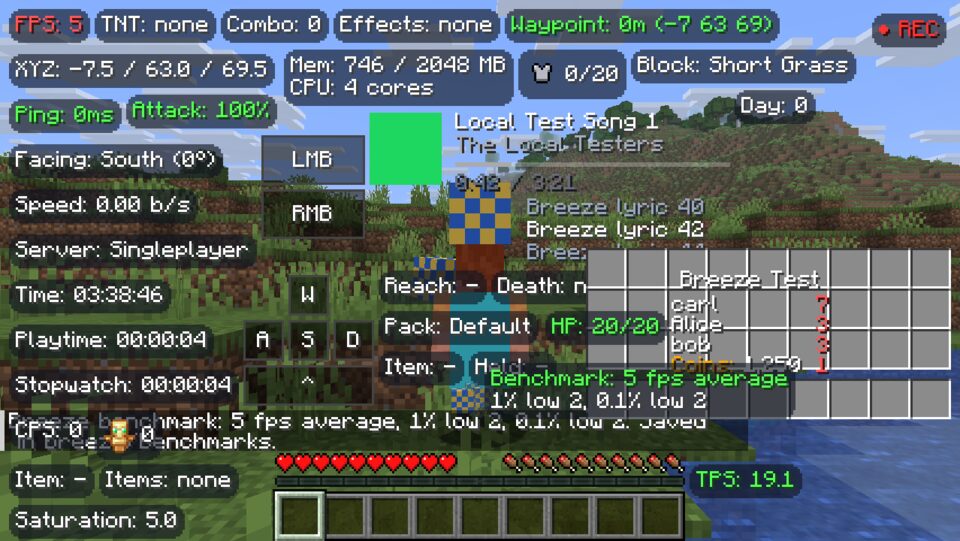 FPS: 5
TNT: none
Combo: 0
Effects: none
Waypoint: 0m (-7 63 69)
REC
XYZ: -7.5 / 63.0 / 69.5
Mem: 746 / 2048 MB
CPU: 4 cores
0/20
Block: Short Grass
Ping: 0ms
Attack: 100%
Day: 0
Local Test Song 1
The Local Testers
0:42 / 3:21
Facing: South (0°)
LMB
Speed: 0.00 b/s
RMB
Breeze lyric 40
Breeze lyric 42
Breeze
Server: Singleplayer
Breeze Test
carl 7
Alice 3
bob 3
Coins: 1,250 1
Time: 03:38:46
W
Reach: - Death:
Playtime: 00:00:04
A
S
D
Pack: Default
HP: 20/20
Stopwatch: 00:00:04
^
Item: - Held: -
Benchmark: 5 fps average
1% low 2, 0.1% low 2
Breeze benchmark: 5 fps average, 1% low 2, 0.1% low 2. Saved
in Breeze benchmarks.
CPS: 0
0
Item: -
Items: none
TPS: 19.1
Saturation: 5.0